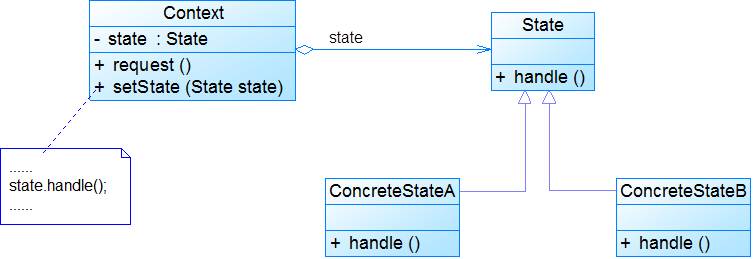 Context
- state : State
+ request ()
+ setState (State state)
state
State
+ handle ()
......
state.handle();
......
ConcreteStateA
+ handle ()
ConcreteStateB
+ handle ()